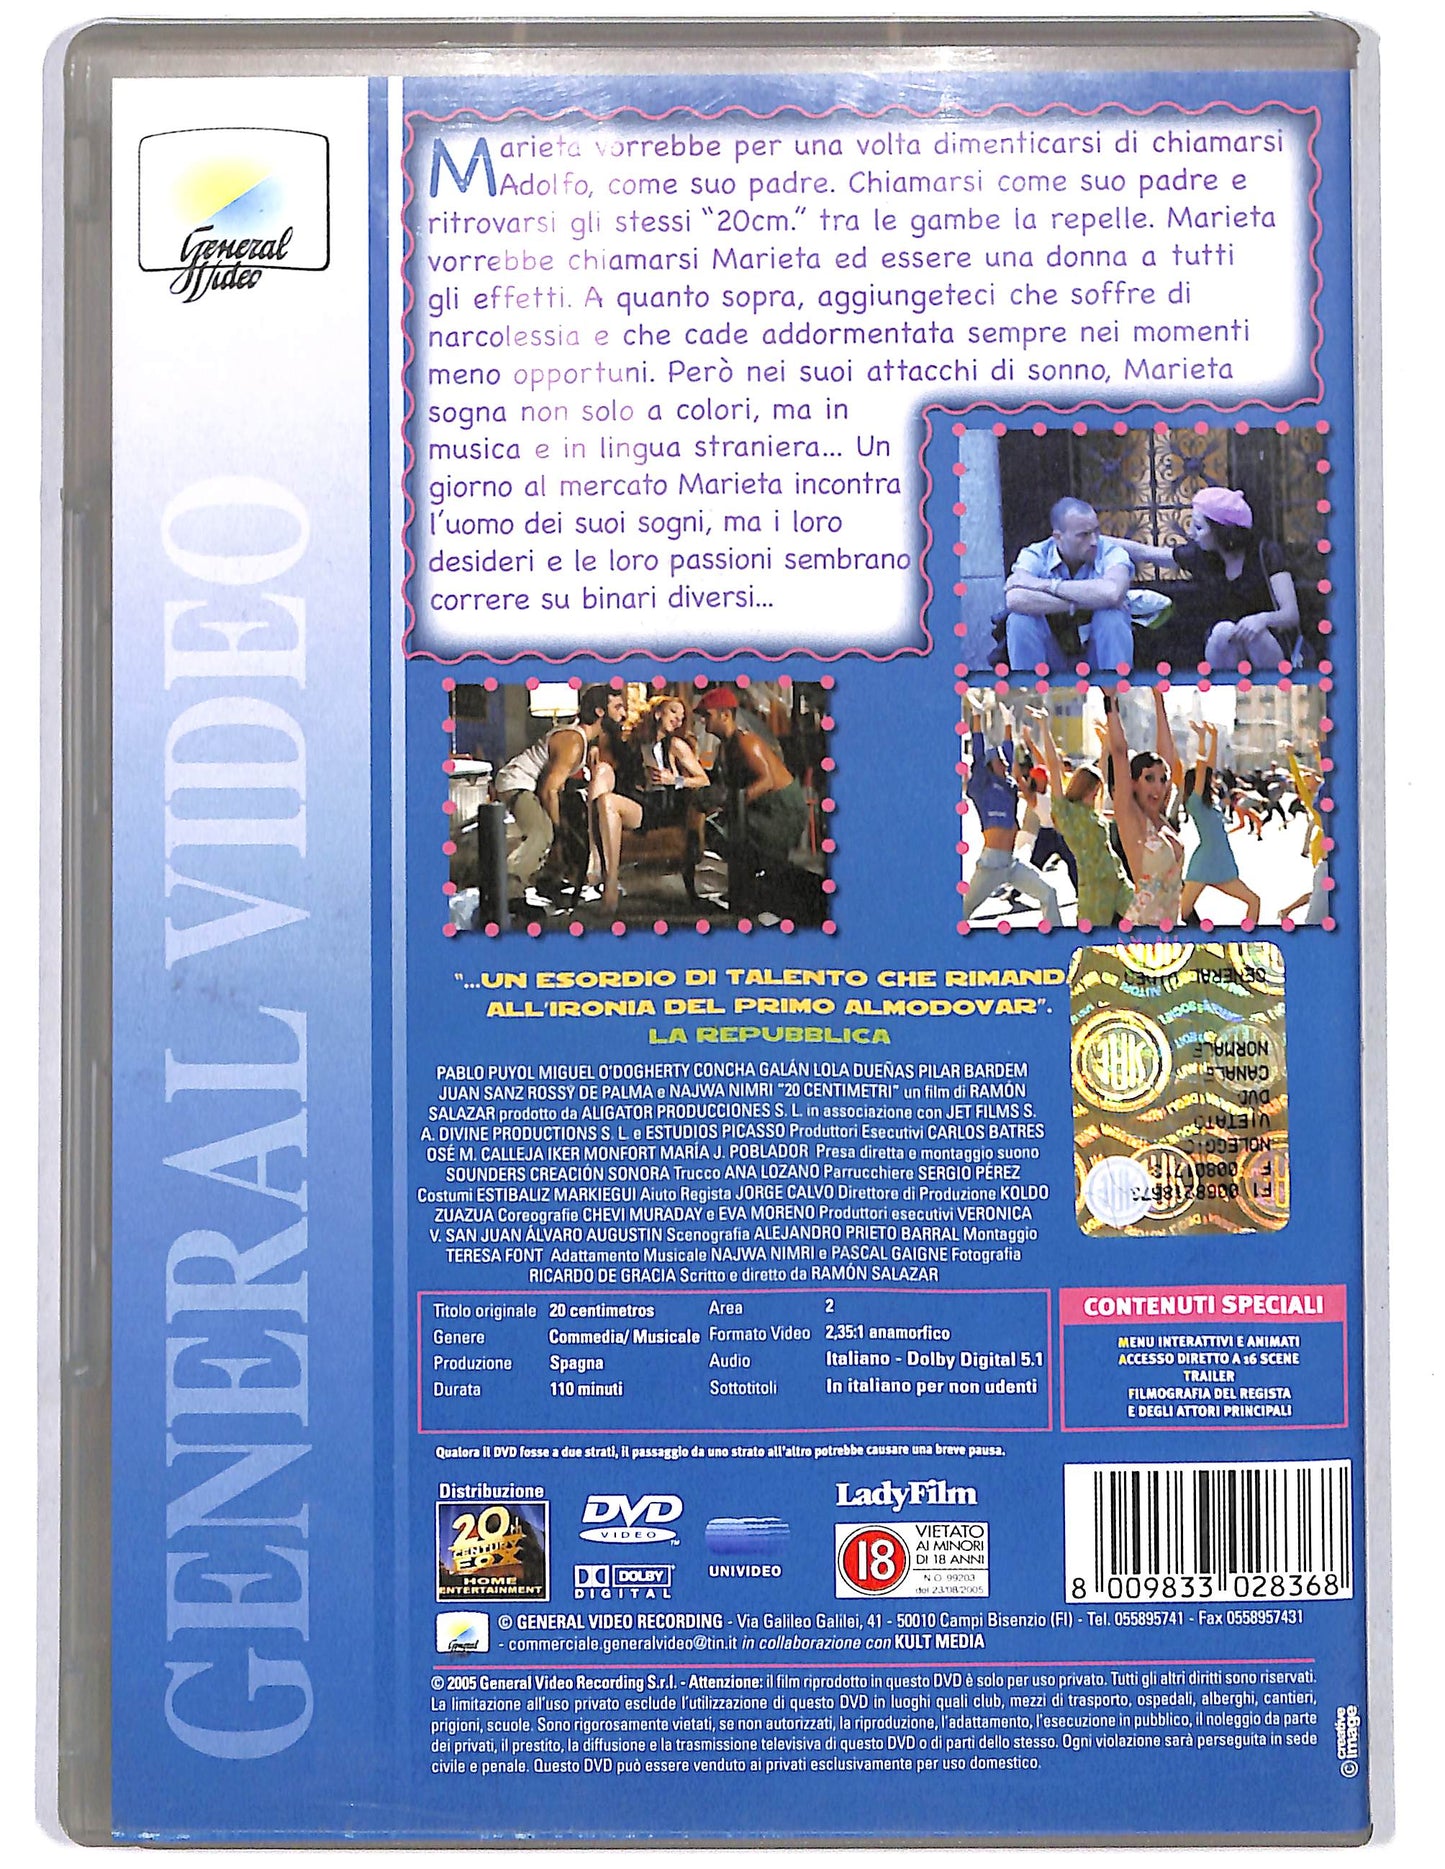 General
Video
GENERAL VIDEO
Marieta vorrebbe per una volta dimenticarsi di chiamarsi
Adolfo, come suo padre. Chiamarsi come suo padre e
ritrovarsi gli stessi "20cm." tra le gambe la repelle. Marieta
vorrebbe chiamarsi Marieta ed essere una donna a tutti
gli effetti. A quanto sopra, aggiungeteci che soffre di
narcolessia e che cade addormentata sempre nei momenti
meno opportuni. Però nei suoi attacchi di sonno, Marieta
sogna non solo a colori, ma in
musica e in lingua straniera... Un
giorno al mercato Marieta incontra
l'uomo dei suoi sogni, ma i loro
desideri e le loro passioni sembrano
correre su binari diversi...
"...UN ESORDIO DI TALENTO CHE RIMAND
ALL'IRONIA DEL PRIMO ALMODOVAR".
LA REPUBBLICA
PABLO PUYOL MIGUEL O'DOGHERTY CONCHA GALÁN LOLA DUEÑAS PILAR BARDEM
JUAN SANZ ROSSY DE PALMA e NAJWA NIMRI "20 CENTIMETRI" un film di RAMÓN
SALAZAR prodotto da ALIGATOR PRODUCCIONES S. L. in associazione con JET FILMS S.
A. DIVINE PRODUCTIONS S. L. e ESTUDIOS PICASSO Produttori Esecutivi CARLOS BATRES
OSÉ M. CALLEJA IKER MONFORT MARÍA J. POBLADOR Presa diretta e montaggio suono
SOUNDERS CREACIÓN SONORA Trucco ANA LOZANO Parrucchiere SERGIO PÉREZ
Costumi ESTIBALIZ MARKIEGUI Aiuto Regista JORGE CALVO Direttore di Produzione KOLDO
ZUAZUA Coreografie CHEVI MURADAY e EVA MORENO Produttori esecutivi VERONICA
V. SAN JUAN ÁLVARO AUGUSTIN Scenografia ALEJANDRO PRIETO BARRAL Montaggio
TERESA FONT Adattamento Musicale NAJWA NIMRI e PASCAL GAIGNE Fotografia
RICARDO DE GRACIA Scritto e diretto da RAMÓN SALAZAR
GENERAL
NORMALE
CANALE
DVD
VIETATO
NOLEGGIO
Titolo originale 20 centimetros Area 2
Genere Commedia/ Musicale Formato Video 2,35:1 anamorfico
Produzione Spagna Audio Italiano - Dolby Digital 5.1
Durata 110 minuti Sottotitoli In italiano per non udenti
CONTENUTI SPECIALI
MENU INTERATTIVI E ANIMATI
ACCESSO DIRETTO A 16 SCENE
TRAILER
FILMOGRAFIA DEL REGISTA
E DEGLI ATTORI PRINCIPALI
Qualora il DVD fosse a due strati, il passaggio da uno strato all'altro potrebbe causare una breve pausa.
Distribuzione
20th
CENTURY
FOX
HOME
ENTERTAINMENT
DVD
VIDEO
DOLBY
DIGITAL
UNIVIDEO
LadyFilm
18
VIETATO
AI MINORI
DI 18 ANNI
N.O. 99203
del 23/08/2005
8 009833 028368
General
© GENERAL VIDEO RECORDING - Via Galileo Galilei, 41 - 50010 Campi Bisenzio (FI) - Tel. 055895741 - Fax 0558957431
- commerciale.generalvideo@tin.it in collaborazione con KULT MEDIA
© 2005 General Video Recording S.r.l. - Attenzione: il film riprodotto in questo DVD è solo per uso privato. Tutti gli altri diritti sono riservati.
La limitazione all'uso privato esclude l'utilizzazione di questo DVD in luoghi quali club, mezzi di trasporto, ospedali, alberghi, cantieri,
prigioni, scuole. Sono rigorosamente vietati, se non autorizzati, la riproduzione, l'adattamento, l'esecuzione in pubblico, il noleggio da parte
dei privati, il prestito, la diffusione e la trasmissione televisiva di questo DVD o di parti dello stesso. Ogni violazione sarà perseguita in sede
civile e penale. Questo DVD può essere venduto ai privati esclusivamente per uso domestico.
© creative image